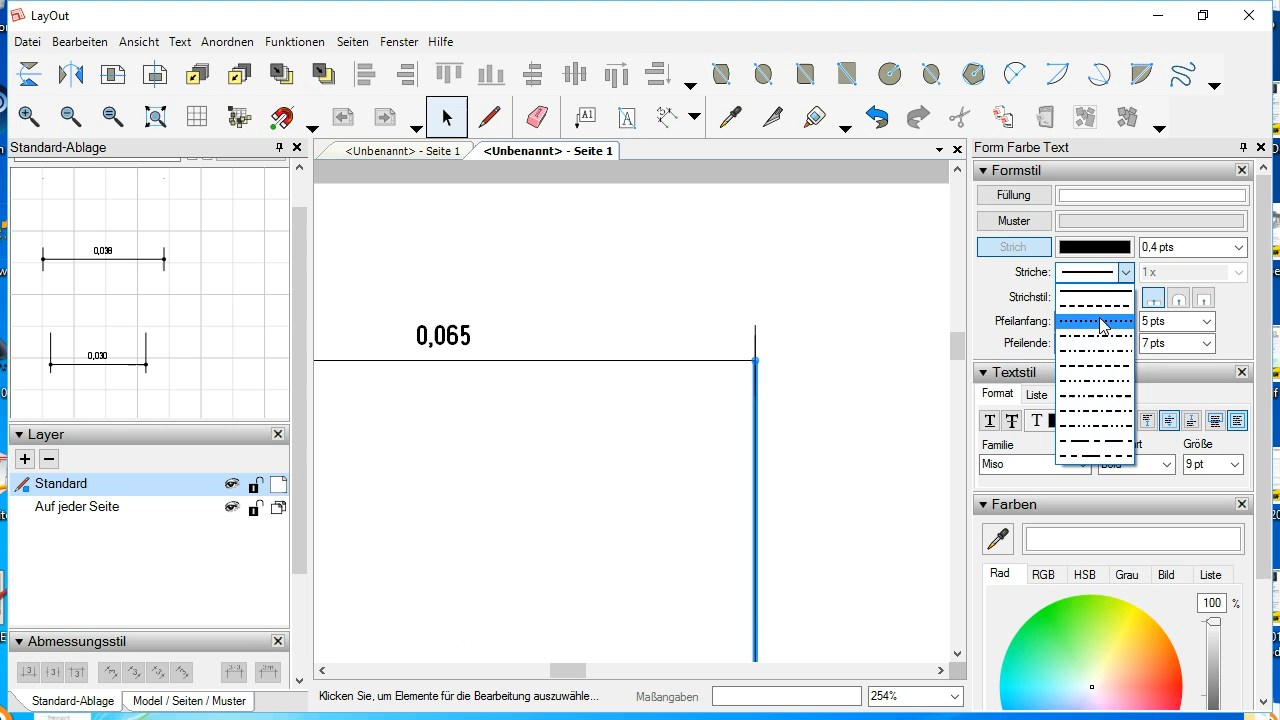 LayOut
Datei Bearbeiten Ansicht Text Anordnen Funktionen Seiten Fenster Hilfe
A1 A
Standard-Ablage
<Unbenannt> - Seite 1 <Unbenannt> - Seite 1
Form Farbe Text
0,038
0,030
Layer
Standard
Auf jeder Seite
Abmessungsstil
Standard-Ablage Model / Seiten / Muster
0,065
Klicken Sie, um Elemente für die Bearbeitung auszuwähle...
Maßangaben 254%
Formstil
Füllung
Muster
Strich 0.4 pts
Striche: 1 x
Strichstil:
Pfeilanfang: 5 pts
Pfeilende: 7 pts
Textstil
Format Liste
T T T
Familie Größe
Miso Bold 9 pt
Farben
Rad RGB HSB Grau Bild Liste
100 %